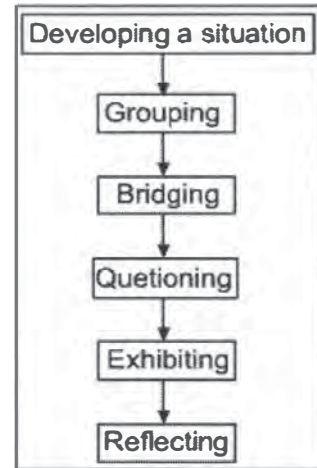 Developing a situation
Grouping
Bridging
Quetioning
Exhibiting
Reflecting